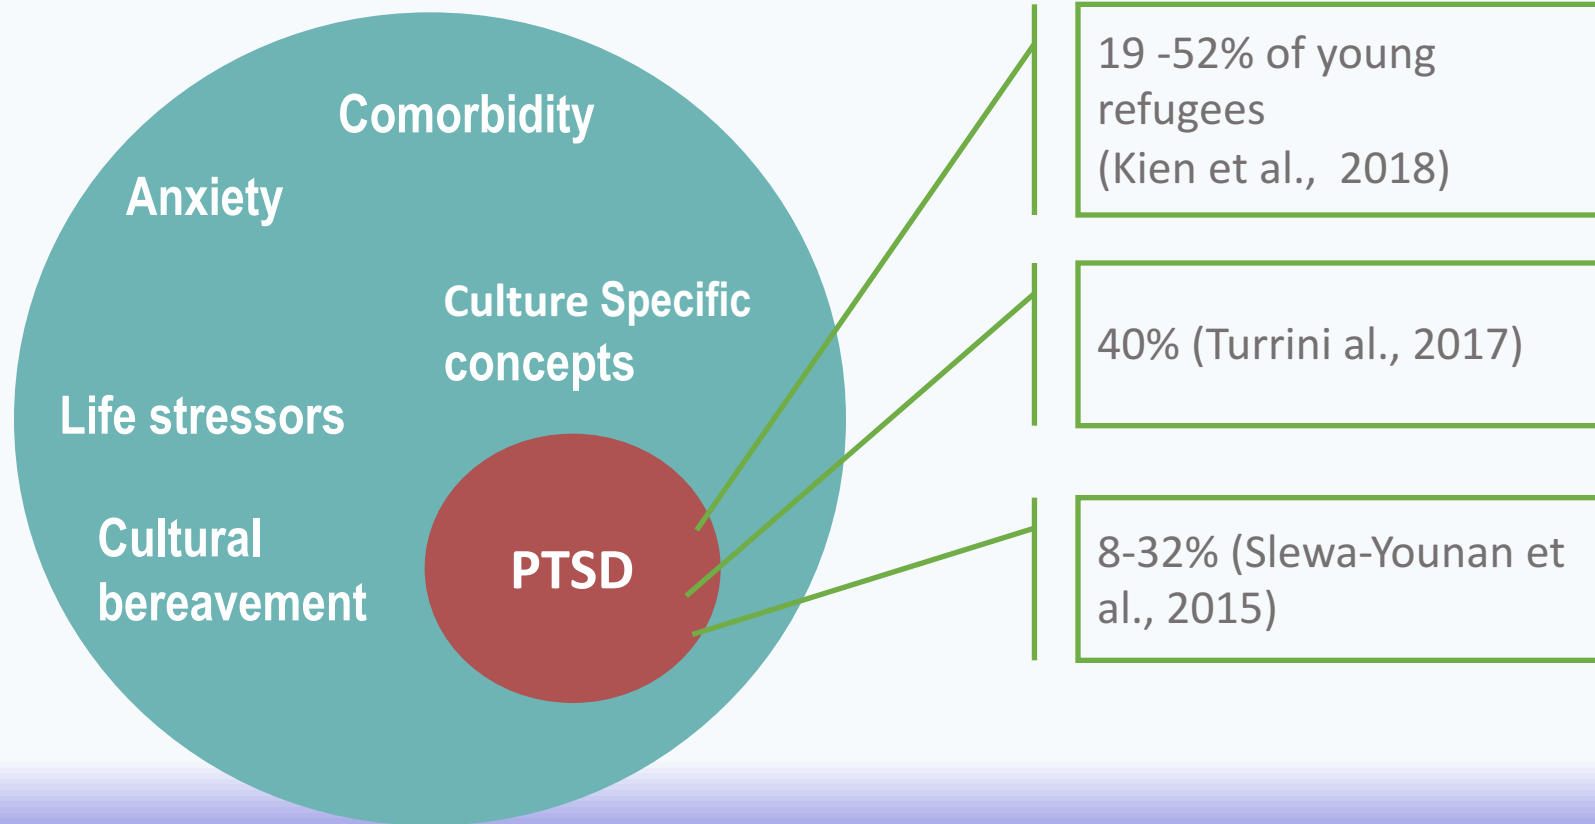 Comorbidity
Anxiety
Culture Specific
concepts
Life stressors
Cultural
bereavement
PTSD
19 -52% of young
refugees
(Kien et al.,  2018)
40% (Turrini al., 2017)
8-32% (Slewa-Younan et
al., 2015)